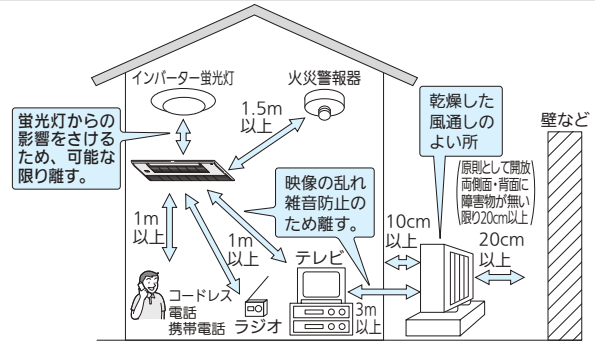 インバーター蛍光灯
火災警報器
蛍光灯からの
影響をさける
ため、可能な
限り離す。
1.5m
以上
乾燥した
風通しの
よい所
壁など
原則として開放
両側面・背面に
障害物が無い
限り20cm以上
映像の乱れ
雑音防止の
ため離す。
1m
以上
1m
以上
10cm
以上
20cm
以上
テレビ
コードレス
電話
携帯電話
ラジオ
3m
以上